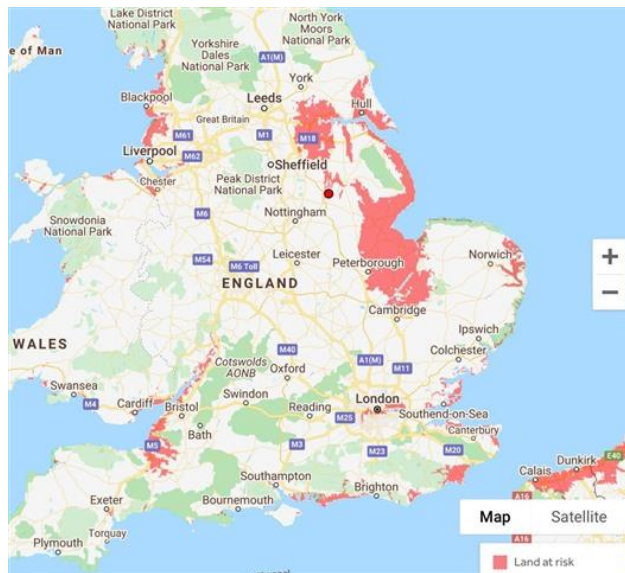 Lake District
National Park
North York
Moors
National Park
e of Man
Yorkshire
Dales
National Park
A1(M)
York
Blackpool
Leeds
Hull
Great Britain
M61
M1
M18
Liverpool
M62
Sheffield
Chester
Peak District
National Park
Snowdonia
National Park
M6
Nottingham
M54
Leicester
Norwich
M6 Toll
Peterborough
ENGLAND
Cambridge
WALES
Ipswich
M40
A1(M)
M11
Colchester
Cotswolds
AONB
Oxford
Swansea
M4
Cardiff
Swindon
London
Bristol
Reading
M25
Southend-on-Sea
Bath
Canterbury
M5
M3
M23
M20
Southampton
Dunkirk
E40
Calais
Exeter
Bournemouth
Brighton
A16
Torquay
Plymouth
Map
Satellite
A16
Land at risk